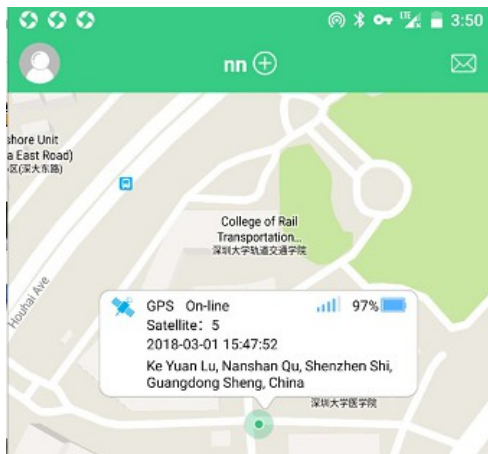 LTE 3:50
nn
shore Unit
a East Road)
区(深大东路)
College of Rail
Transportation...
深圳大学轨道交通学院
Houhai Ave
GPS On-line 97%
Satellite: 5
2018-03-01 15:47:52
Ke Yuan Lu, Nanshan Qu, Shenzhen Shi,
Guangdong Sheng, China
深圳大学医学院